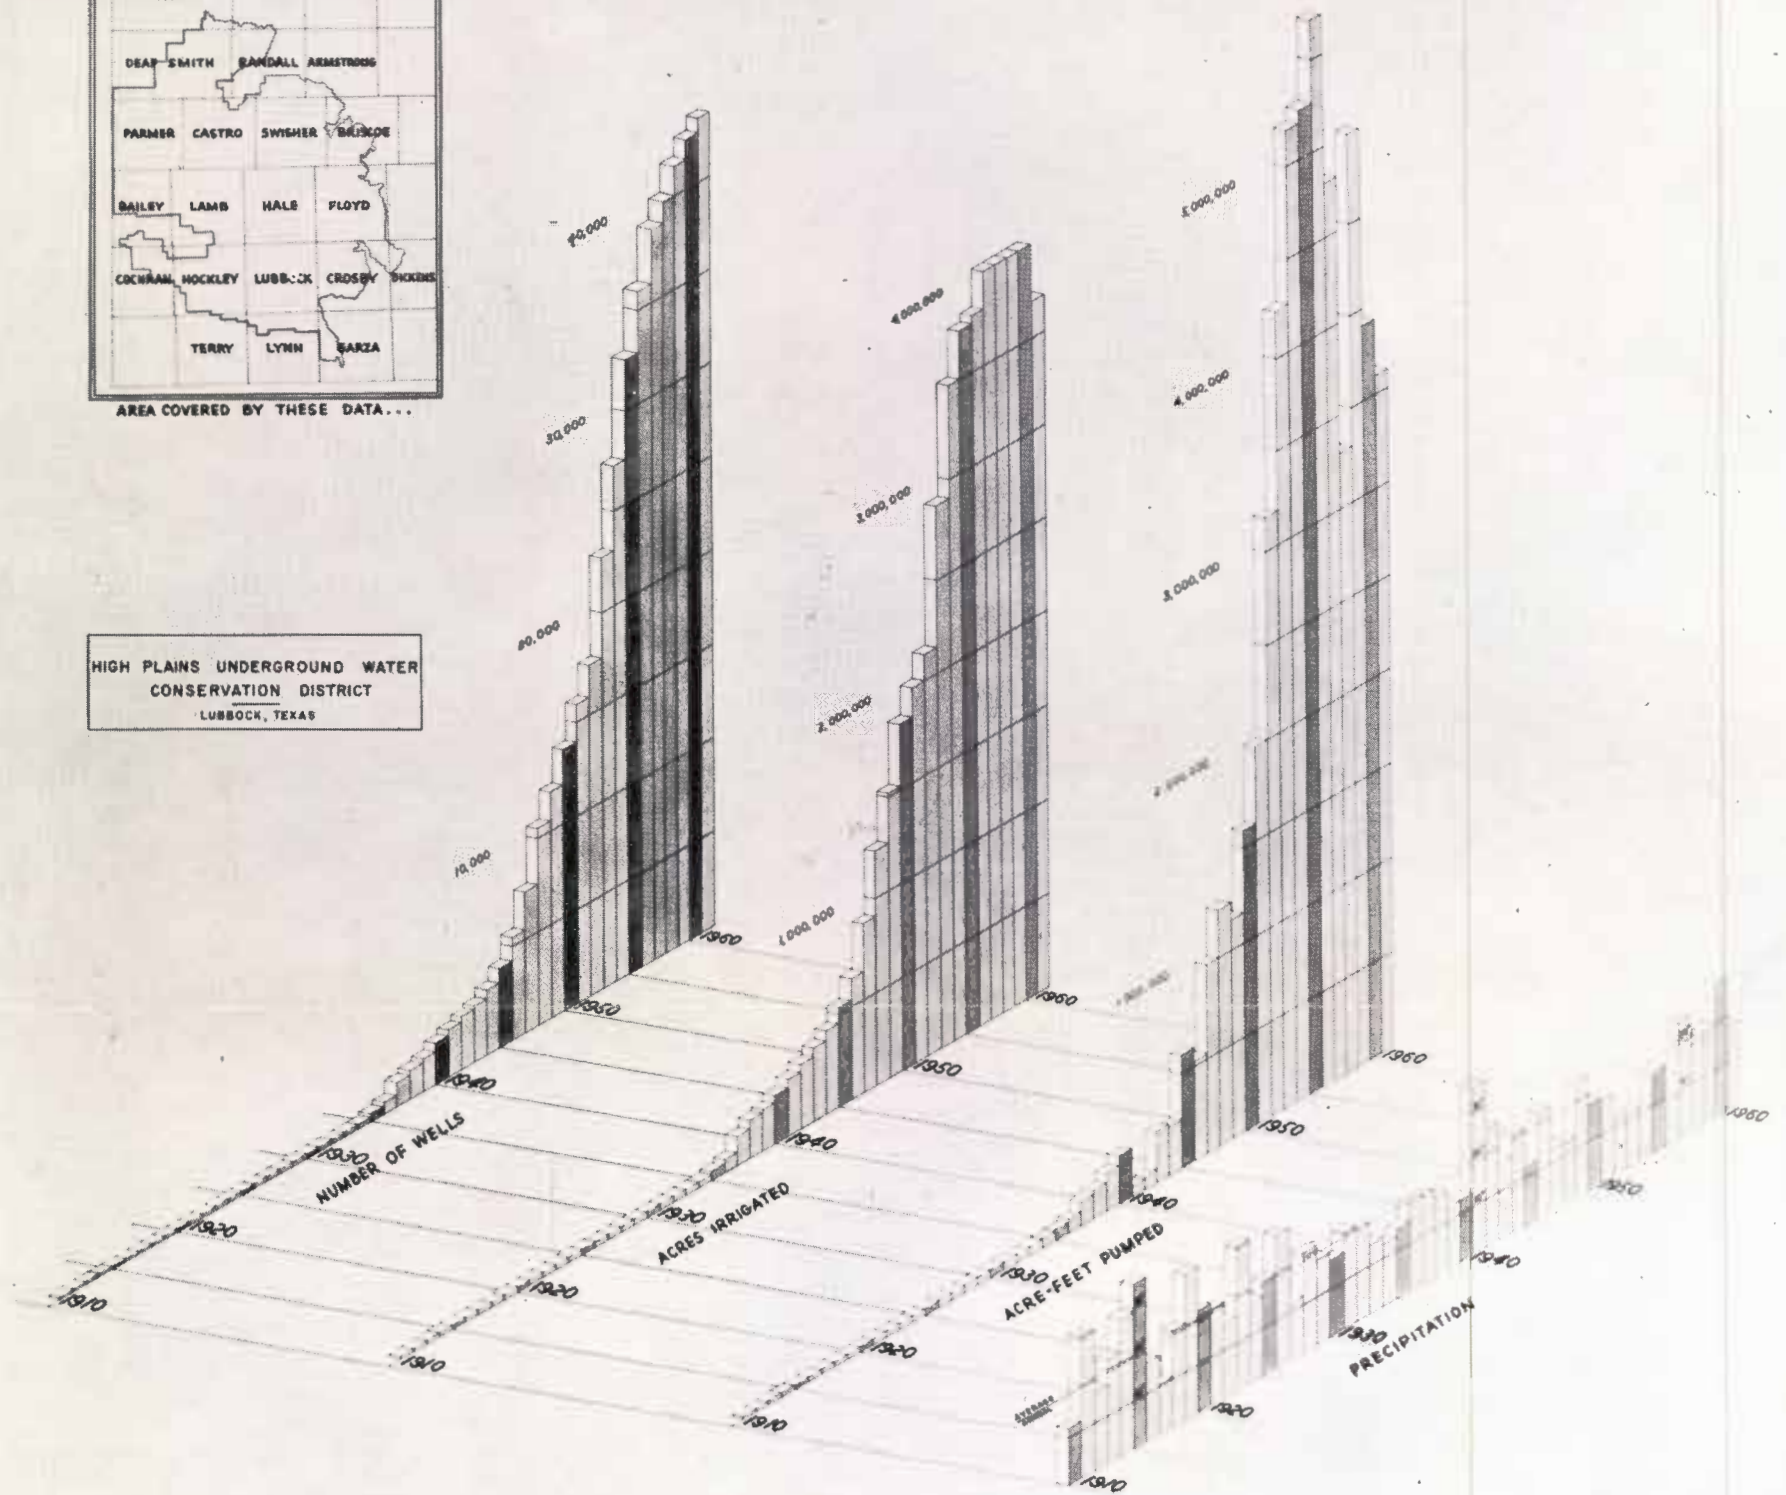 DEAF SMITH RANDALL ARMSTRONG
PARMER CASTRO SWISHER BRISCOE
BAILEY LAMB HALE FLOYD
COCHRAN HOCKLEY LUBBOCK CROSBY DICKENS
TERRY LYNN GARZA
AREA COVERED BY THESE DATA...
HIGH PLAINS UNDERGROUND WATER
CONSERVATION DISTRICT
LUBBOCK, TEXAS
40,000
30,000
20,000
10,000
1960
1950
1940
1930
1920
1910
NUMBER OF WELLS
4,000,000
3,000,000
2,000,000
1,000,000
1960
1950
1940
1930
1920
1910
ACRES IRRIGATED
5,000,000
4,000,000
3,000,000
2,000,000
1,000,000
1960
1950
1940
1930
1920
1910
ACRE-FEET PUMPED
AVERAGE
1960
1950
1940
1930
1920
1910
PRECIPITATION